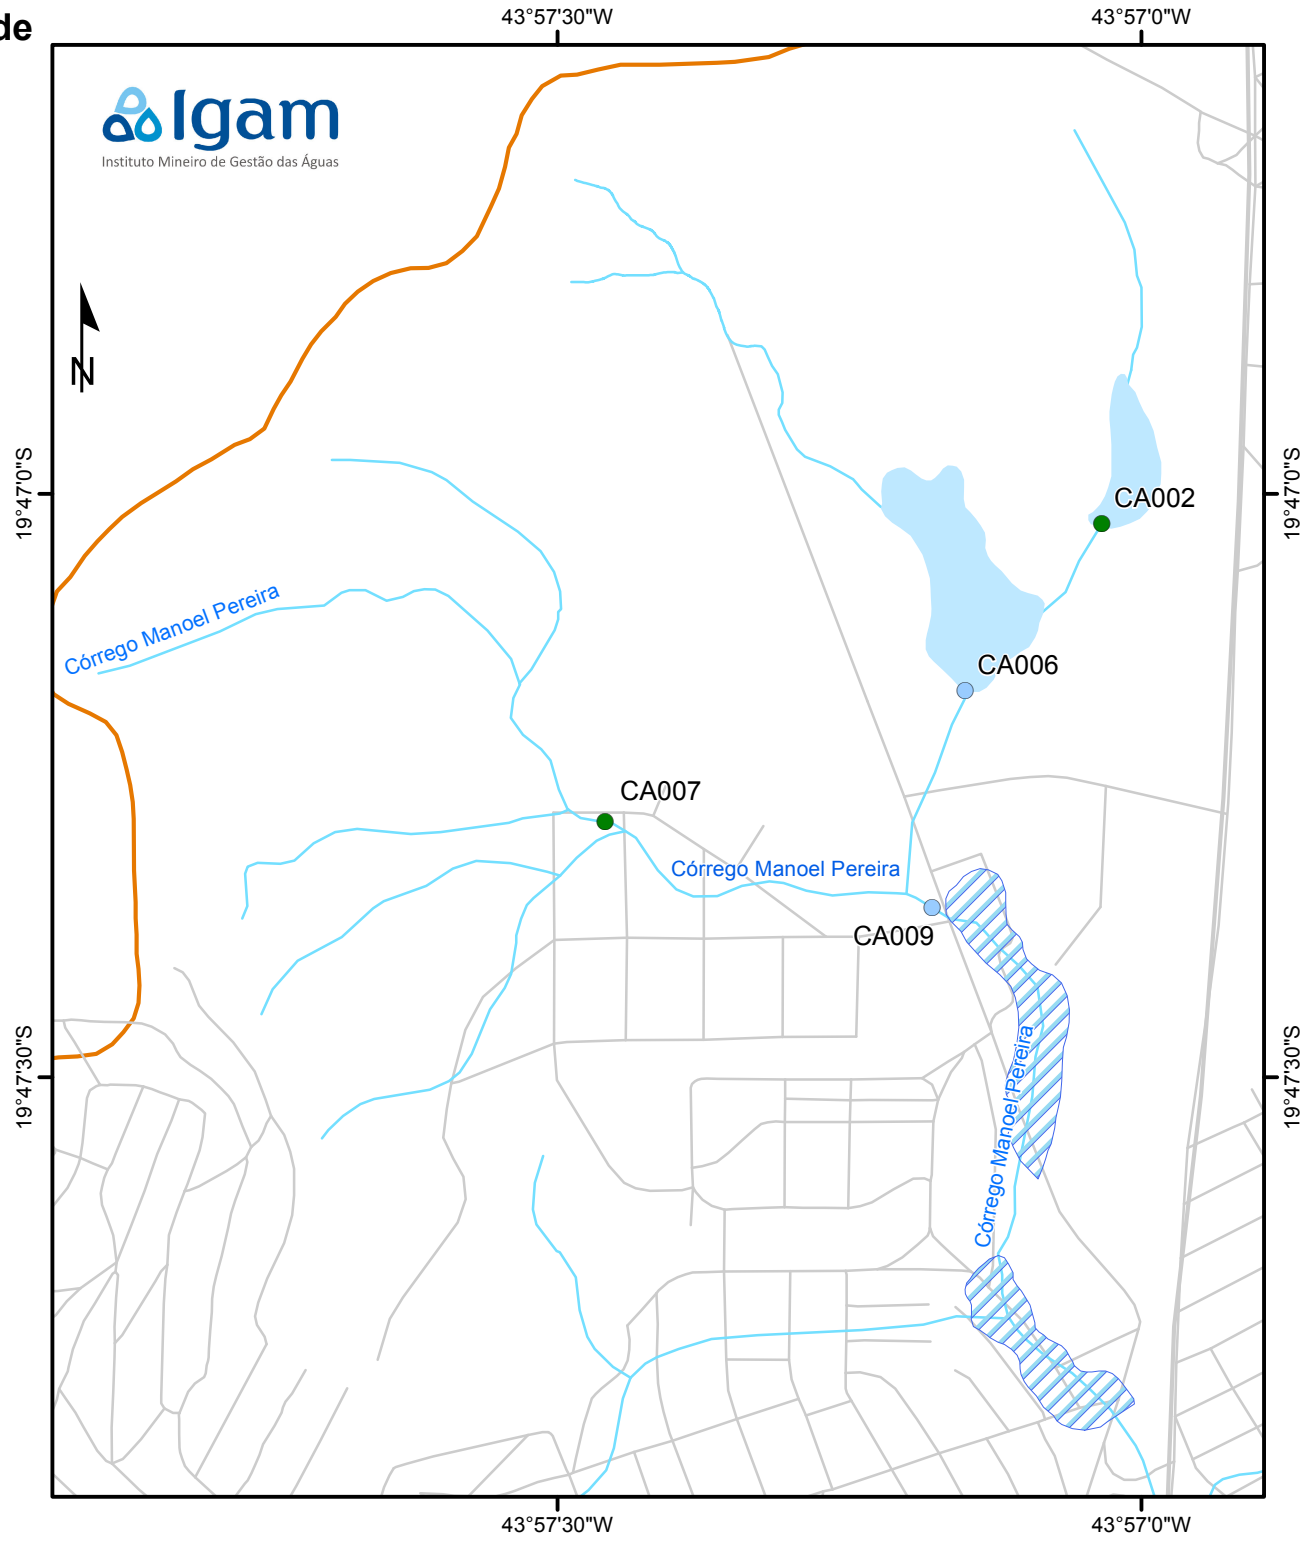 de
43°57'30"W
43°57'0"W
Igam
Instituto Mineiro de Gestão das Águas
N
19°47'0"S
19°47'0"S
CA002
Córrego Manoel Pereira
CA006
CA007
Córrego Manoel Pereira
CA009
19°47'30"S
19°47'30"S
Córrego Manoel Pereira
43°57'30"W
43°57'0"W